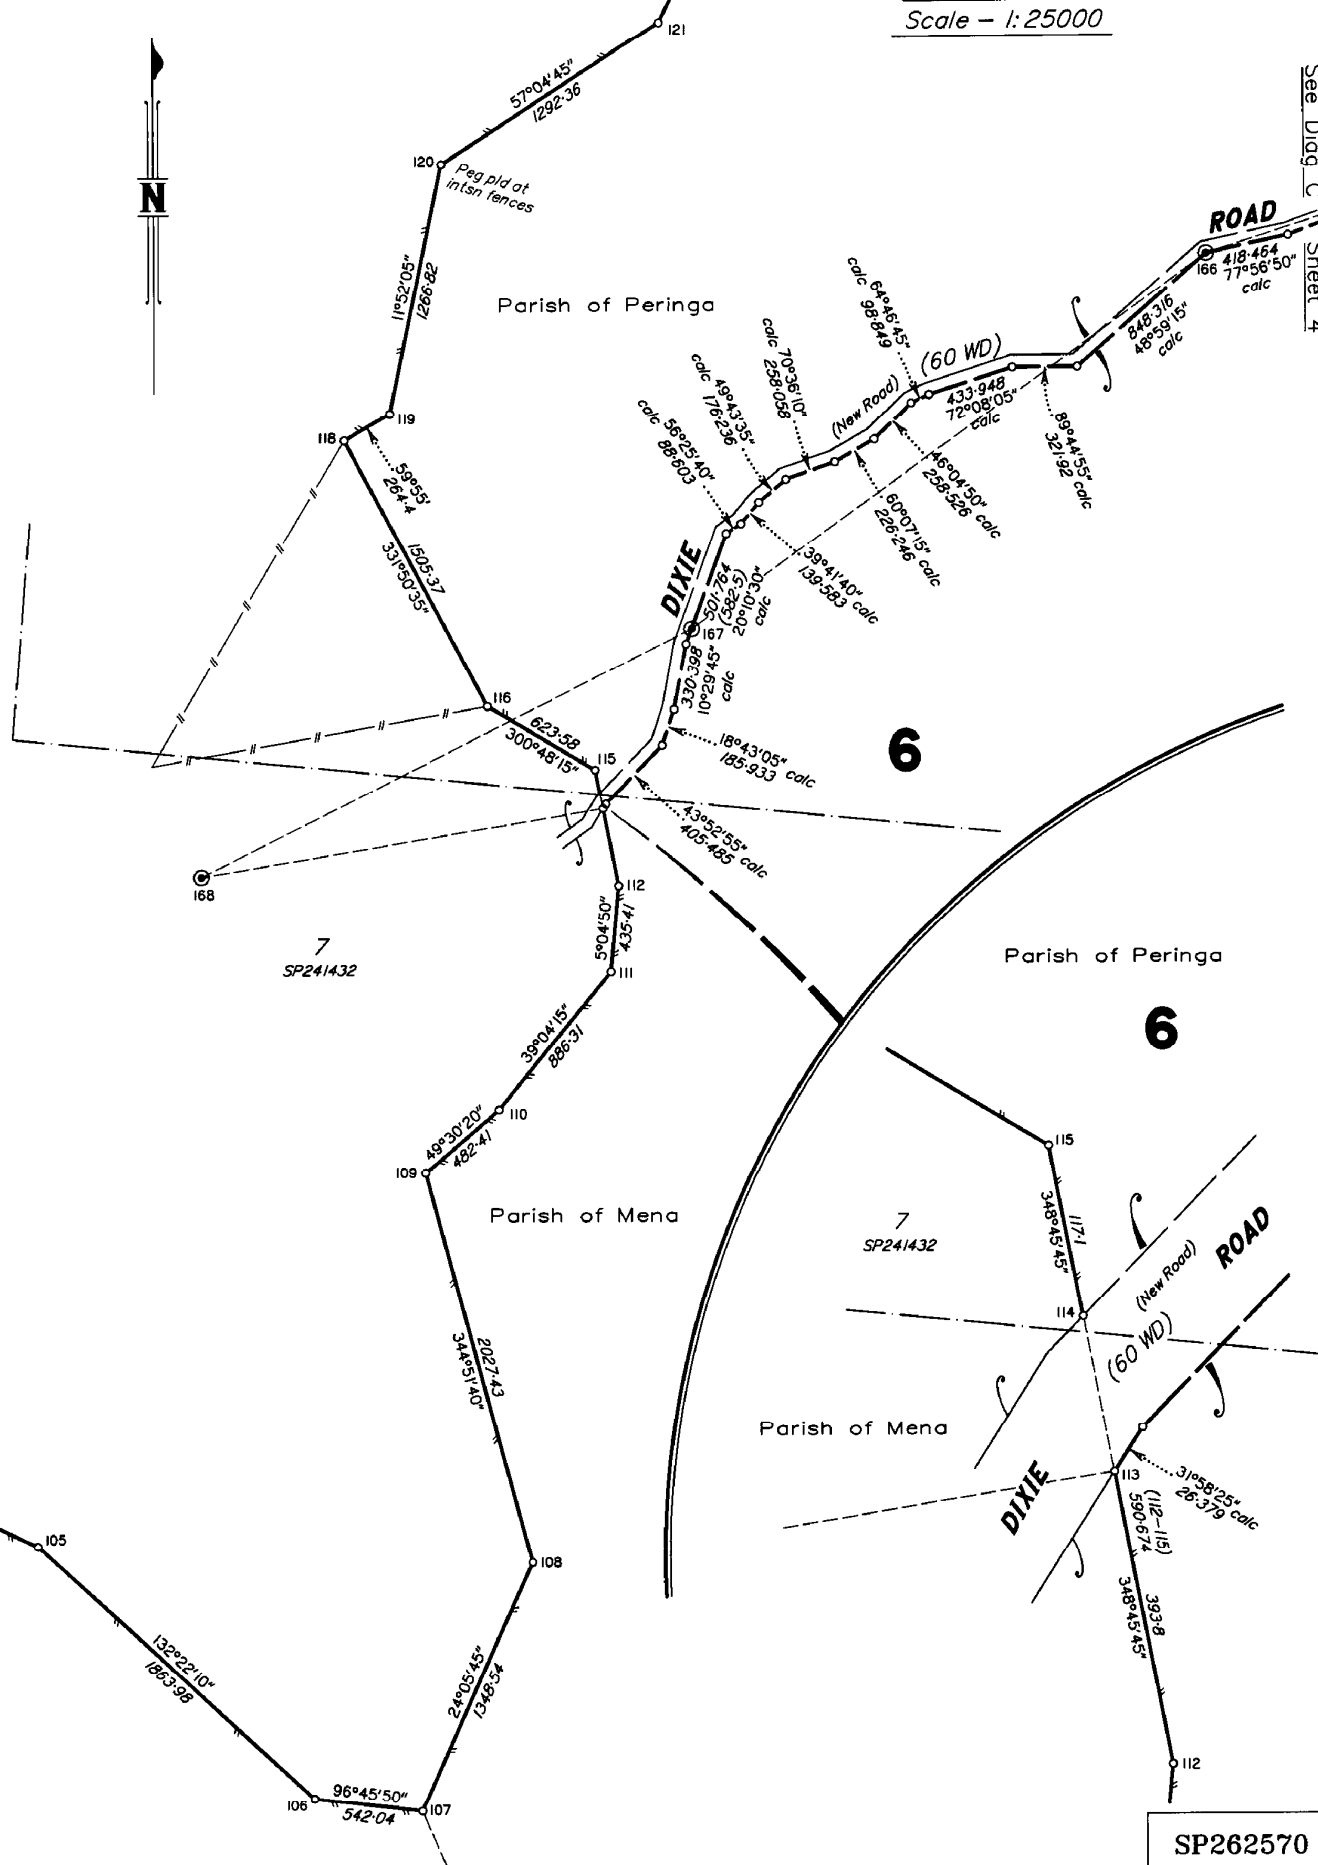 Scale – 1:25000
See Diag C Sheet 4
N
121
57°04'45"
1292·36
120
Peg pld at
intsn fences
11°52'05"
1266·82
Parish of Peringa
ROAD
166
418·464
77°56'50"
calc
848·316
48°59'15"
calc
64°46'45"
calc 98·849
(60 WD)
(New Road)
433·948
72°08'05"
calc
89°44'55"
321·92 calc
calc 70°36'10"
258·058
49°43'35"
calc 176·236
56°25'40"
calc 88·603
46°04'50"
258·526 calc
60°07'15"
226·246 calc
39°41'40"
139·583 calc
119
118
59°55'
264·4
1505·37
331°50'35"
DIXIE
501·764
(582·5)
20°10'30"
calc
167
330·398
10°29'45"
calc
116
623·58
300°48'15"
115
18°43'05"
185·933 calc
6
43°52'55"
405·485 calc
168
112
5°04'50"
435·41
7
SP241432
111
Parish of Peringa
6
39°04'15"
886·31
110
49°30'20"
482·41
109
115
Parish of Mena
7
SP241432
117·1
348°45'45"
(New Road)
ROAD
114
(60 WD)
2027·43
344°51'40"
Parish of Mena
113
DIXIE
31°58'25"
26·379 calc
(112–115)
590·674
393·8
348°45'45"
105
108
132°22'10"
1863·98
24°05'45"
1348·54
112
106
96°45'50"
542·04
107
SP262570